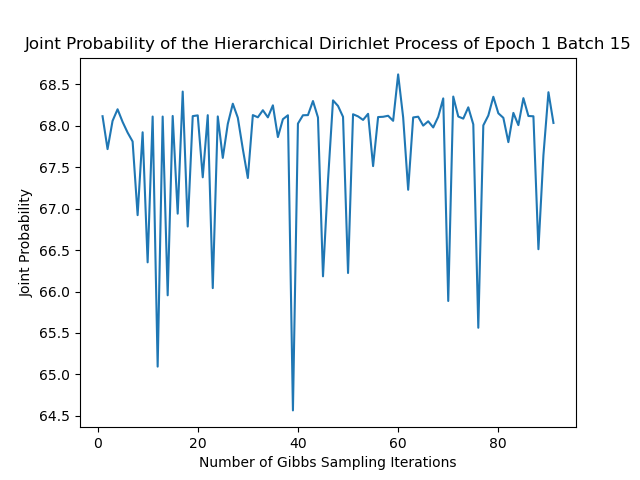 Joint Probability of the Hierarchical Dirichlet Process of Epoch 1 Batch 15
68.5
68.0
67.5
67.0
66.5
66.0
65.5
65.0
64.5
Joint Probability
0 20 40 60 80
Number of Gibbs Sampling Iterations